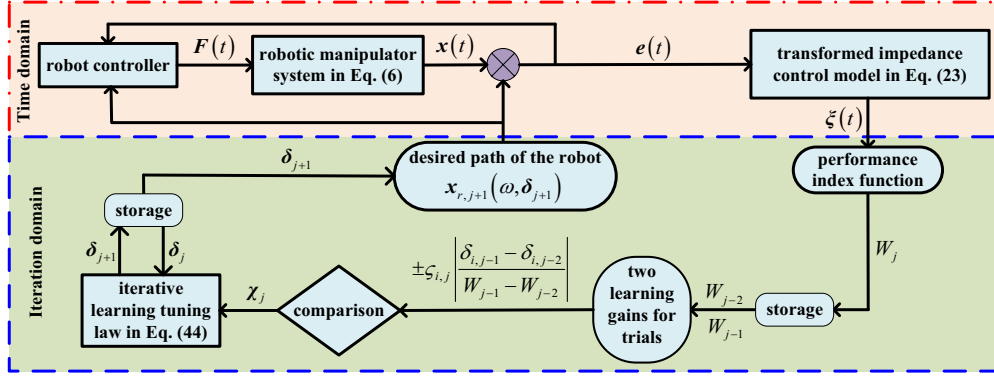 Time domain
robot controller
F(t)
robotic manipulator
system in Eq. (6)
x(t)
e(t)
transformed impedance
control model in Eq. (23)
ξ(t)
Iteration domain
δ_{j+1}
desired path of the robot
x_{r,j+1}(ω,δ_{j+1})
performance
index function
storage
δ_{j+1}
δ_j
W_j
iterative
learning tuning
law in Eq. (44)
χ_j
comparison
±ς_{i,j}|(δ_{i,j−1} − δ_{i,j−2})/(W_{j−1} − W_{j−2})|
two
learning
gains for
trials
W_{j−2}
W_{j−1}
storage